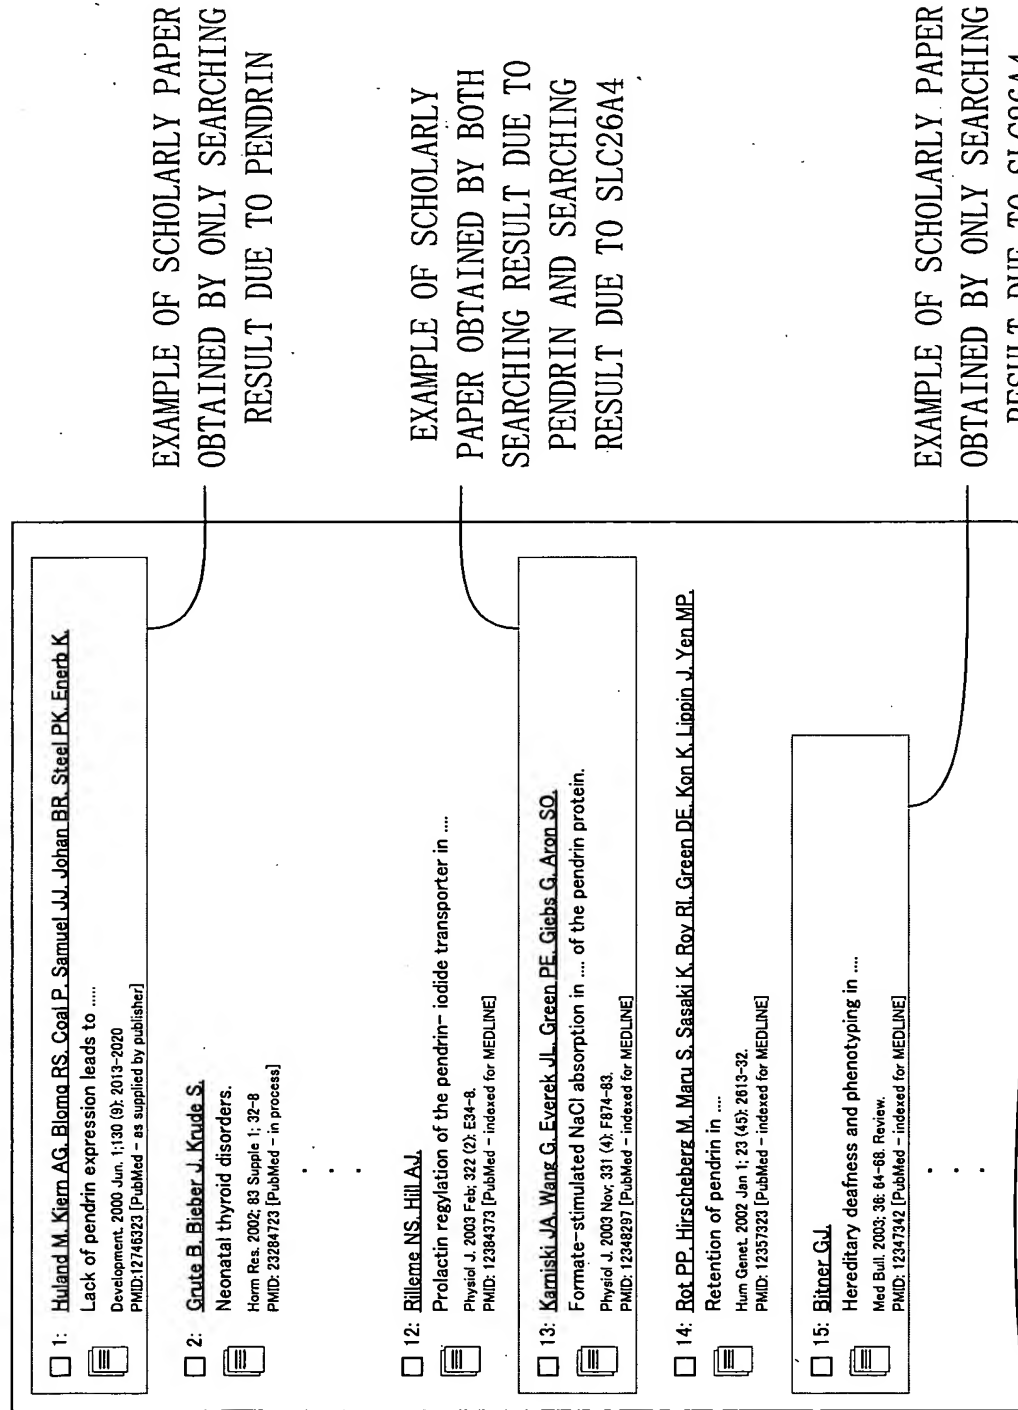 1: Huland M, Kiern AG, Blomq RS, Coal P, Samuel JJ, Johan BR, Steel PK, Enerb K.
Lack of pendrin expression leads to .....
Development. 2000 Jun. 1;130 (9): 2013-2020
PMID:12746323 [PubMed - as supplied by publisher]
EXAMPLE OF SCHOLARLY PAPER
OBTAINED BY ONLY SEARCHING
RESULT DUE TO PENDRIN
2: Grute B, Bieber J, Krude S.
Neonatal thyroid disorders.
Horm Res. 2002; 83 Supple 1; 32-8
PMID: 23284723 [PubMed - in process]
. . .
12: Rilleme NS, Hill AJ.
Prolactin regylation of the pendrin- iodide transporter in ....
Physiol J. 2003 Feb; 322 (2): E34-8.
PMID: 12384373 [PubMed - indexed for MEDLINE]
EXAMPLE OF SCHOLARLY
PAPER OBTAINED BY BOTH
SEARCHING RESULT DUE TO
PENDRIN AND SEARCHING
RESULT DUE TO SLC26A4
13: Kamiski JA, Wang G, Everek JL, Green PE, Giebs G, Aron SO.
Formate-stimulated NaCl absorption in .... of the pendrin protein.
Physiol J. 2003 Nov; 331 (4): F874-83.
PMID: 12348297 [PubMed - indexed for MEDLINE]
14: Rot PP, Hirscheberg M, Maru S, Sasaki K, Roy RI, Green DE, Kon K, Lippin J, Yen MP.
Retention of pendrin in ....
Hum Genet. 2002 Jan 1; 23 (45): 2613-32.
PMID: 12357323 [PubMed - indexed for MEDLINE]
15: Bitner GJ.
Hereditary deafness and phenotyping in ....
Med Bull. 2003; 36: 64-68. Review.
PMID: 12347342 [PubMed - indexed for MEDLINE]
. . .
EXAMPLE OF SCHOLARLY PAPER
OBTAINED BY ONLY SEARCHING
RESULT DUE TO SLC26A4